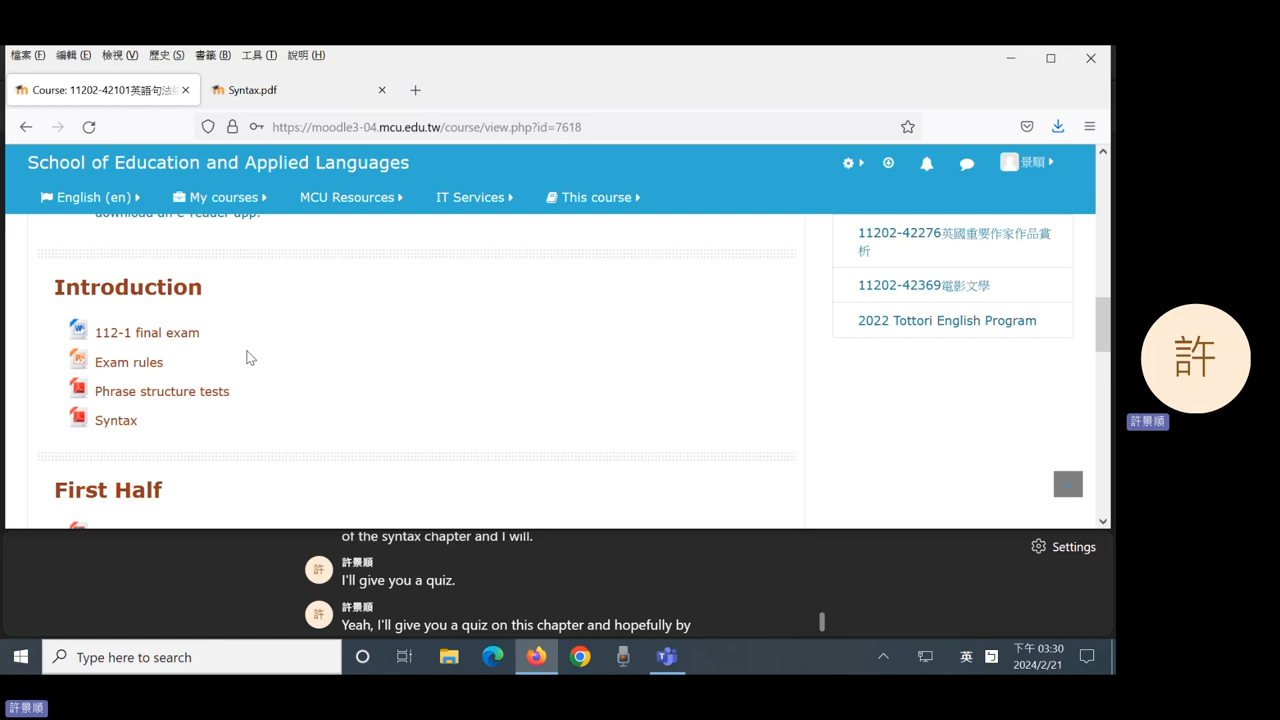 檔案 (F) 編輯 (E) 檢視 (V) 歷史 (S) 書籤 (B) 工具 (T) 說明 (H)
Course: 11202-42101英語句法
Syntax.pdf
https://moodle3-04.mcu.edu.tw/course/view.php?id=7618
School of Education and Applied Languages
景順
English (en)
My courses
MCU Resources
IT Services
This course
download an e-reader app.
Introduction
112-1 final exam
Exam rules
Phrase structure tests
Syntax
First Half
11202-42276英國重要作家作品賞
析
11202-42369電影文學
2022 Tottori English Program
of the syntax chapter and I will.
許
許景順
I'll give you a quiz.
許
許景順
Yeah, I'll give you a quiz on this chapter and hopefully by
Settings
許
許景順
Type here to search
英
下午 03:30
2024/2/21
許景順